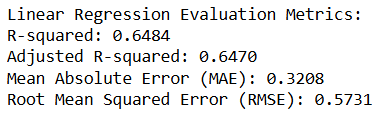 Linear Regression Evaluation Metrics:
R-squared: 0.6484
Adjusted R-squared: 0.6470
Mean Absolute Error (MAE): 0.3208
Root Mean Squared Error (RMSE): 0.5731